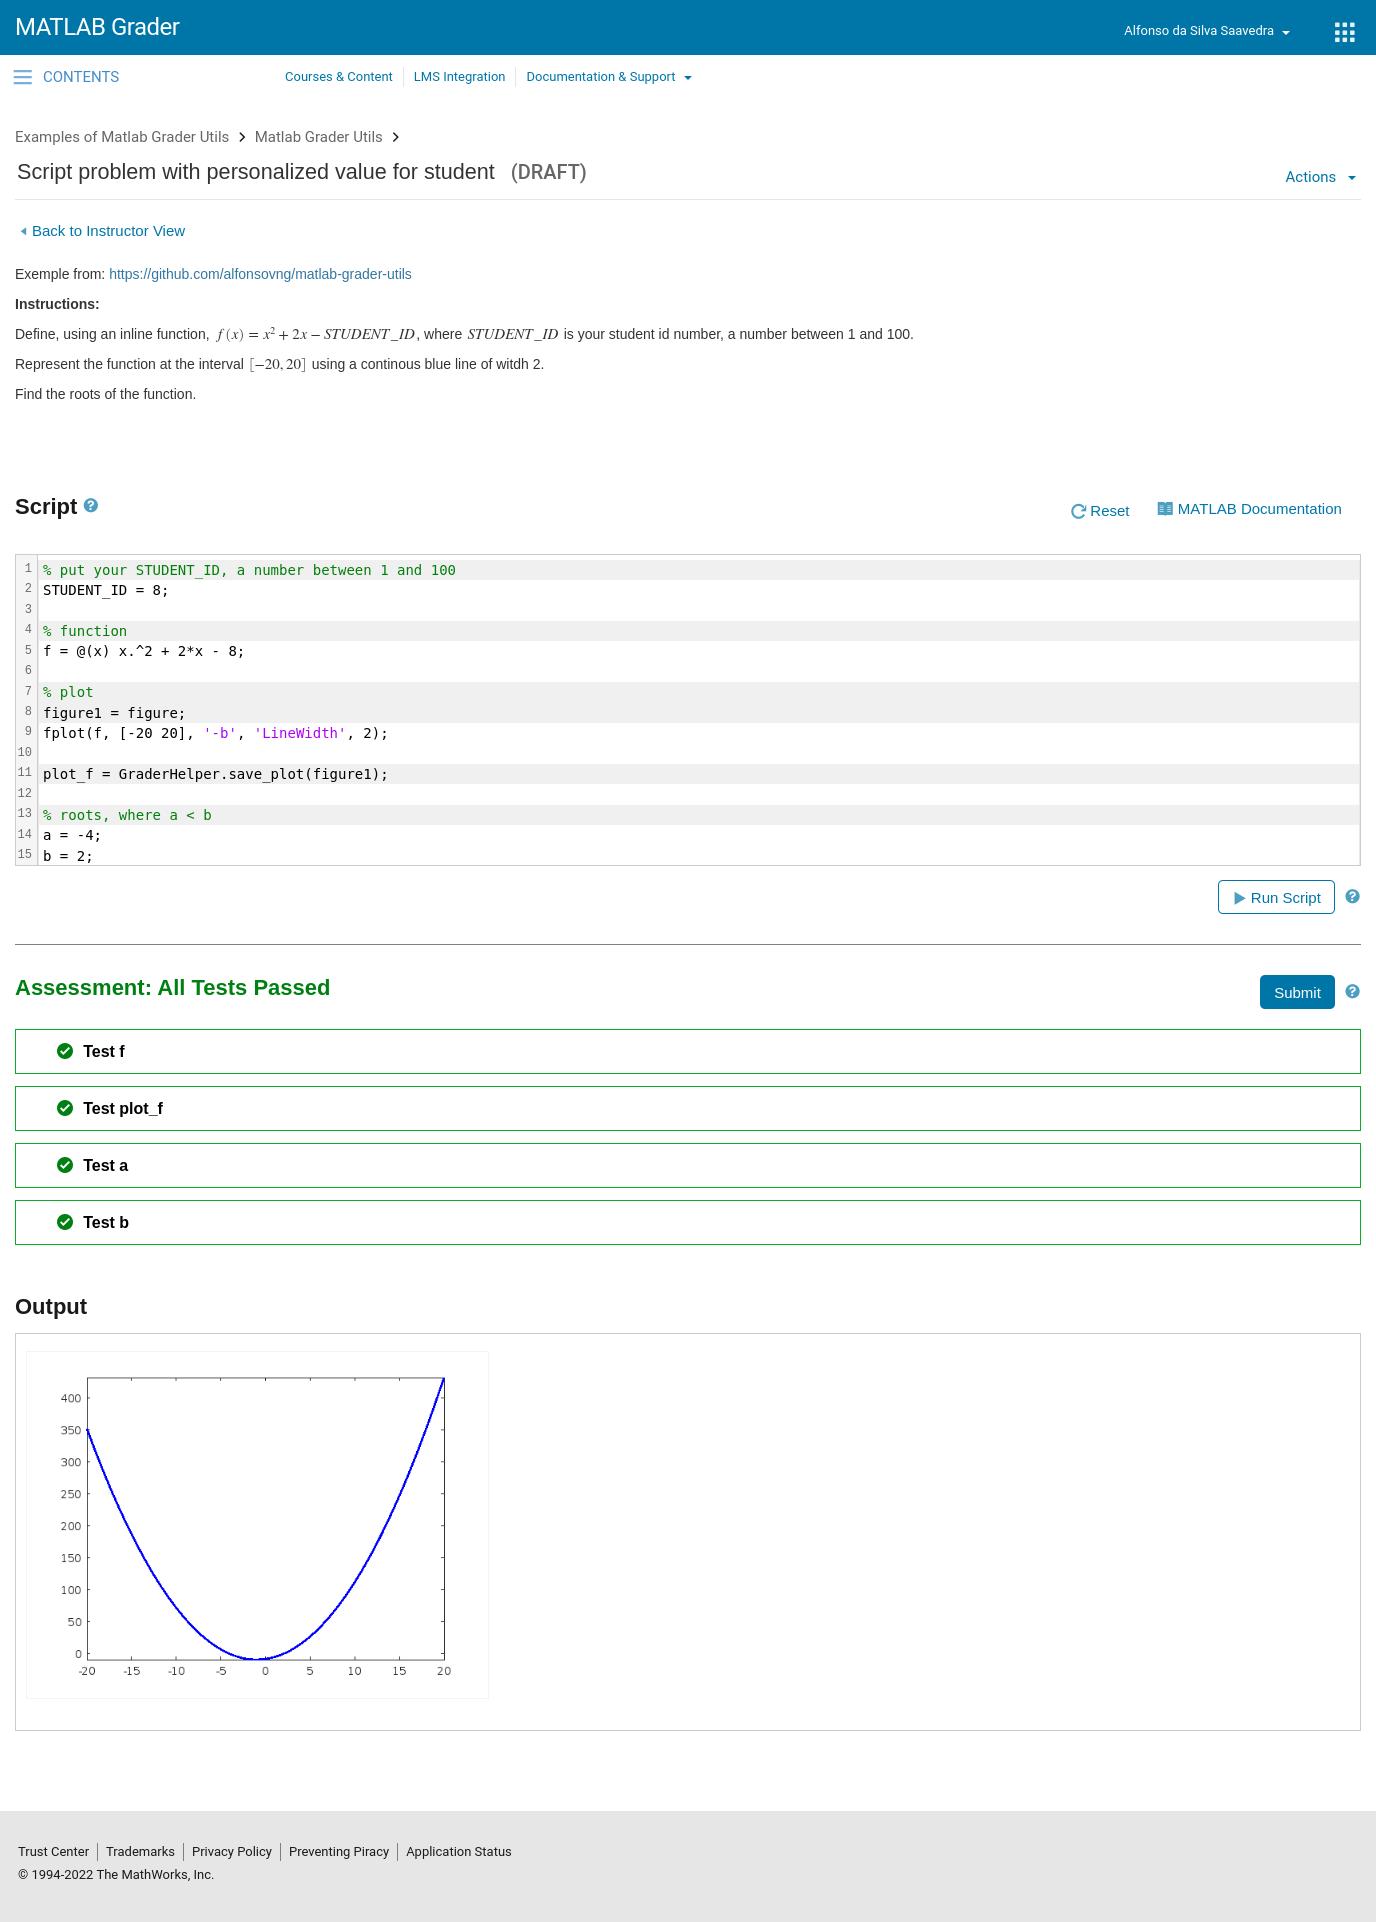 MATLAB Grader
Alfonso da Silva Saavedra
CONTENTS
Courses & Content
LMS Integration
Documentation & Support
Examples of Matlab Grader Utils > Matlab Grader Utils >
Script problem with personalized value for student (DRAFT)
Actions
Back to Instructor View
Exemple from: https://github.com/alfonsovng/matlab-grader-utils
Instructions:
Define, using an inline function, f(x) = x² + 2x − STUDENT_ID, where STUDENT_ID is your student id number, a number between 1 and 100.
Represent the function at the interval [−20, 20] using a continous blue line of witdh 2.
Find the roots of the function.
Script
Reset
MATLAB Documentation
1 % put your STUDENT_ID, a number between 1 and 100
2 STUDENT_ID = 8;
3
4 % function
5 f = @(x) x.^2 + 2*x - 8;
6
7 % plot
8 figure1 = figure;
9 fplot(f, [-20 20], '-b', 'LineWidth', 2);
10
11 plot_f = GraderHelper.save_plot(figure1);
12
13 % roots, where a < b
14 a = -4;
15 b = 2;
Run Script
Assessment: All Tests Passed
Submit
Test f
Test plot_f
Test a
Test b
Output
400
350
300
250
200
150
100
50
0
-20 -15 -10 -5 0 5 10 15 20
Trust Center
Trademarks
Privacy Policy
Preventing Piracy
Application Status
© 1994-2022 The MathWorks, Inc.